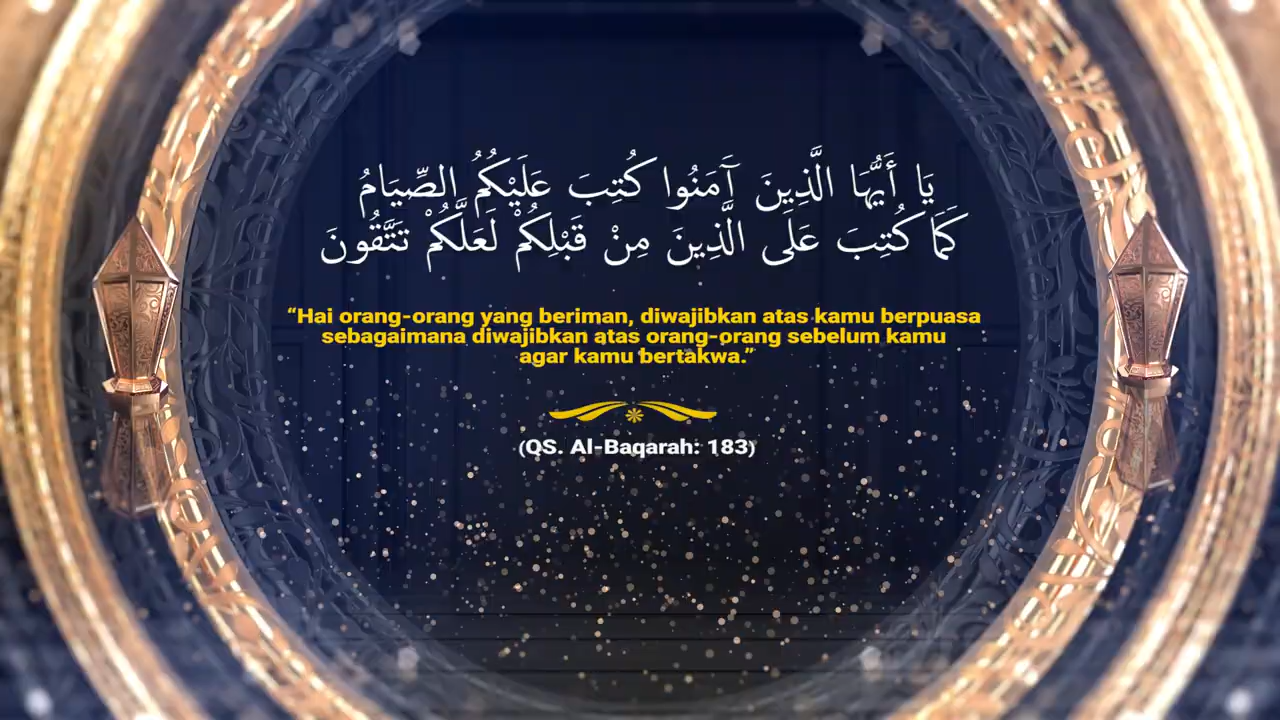 يَا أَيُّهَا الَّذِينَ آمَنُوا كُتِبَ عَلَيْكُمُ الصِّيَامُ
كَمَا كُتِبَ عَلَى الَّذِينَ مِنْ قَبْلِكُمْ لَعَلَّكُمْ تَتَّقُونَ
“Hai orang-orang yang beriman, diwajibkan atas kamu berpuasa
sebagaimana diwajibkan atas orang-orang sebelum kamu
agar kamu bertakwa.”
(QS. Al-Baqarah: 183)